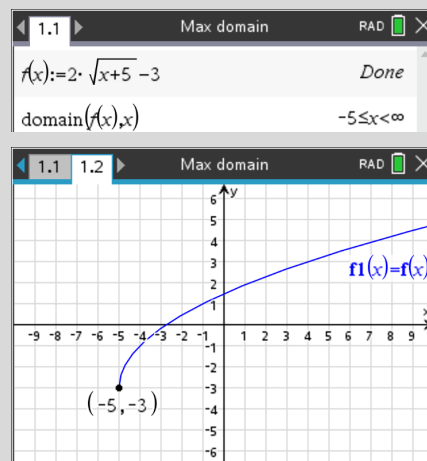 1.1 Max domain RAD
f(x):=2·√x+5 -3 Done
domain(f(x),x) -5≤x<∞
1.1 1.2 Max domain RAD
y
6
5
4
3
f1(x)=f(x)
2
1
x
-9 -8 -7 -6 -5 -4 -3 -2 -1 1 2 3 4 5 6 7 8 9
-1
-2
-3
(-5,-3)
-4
-5
-6